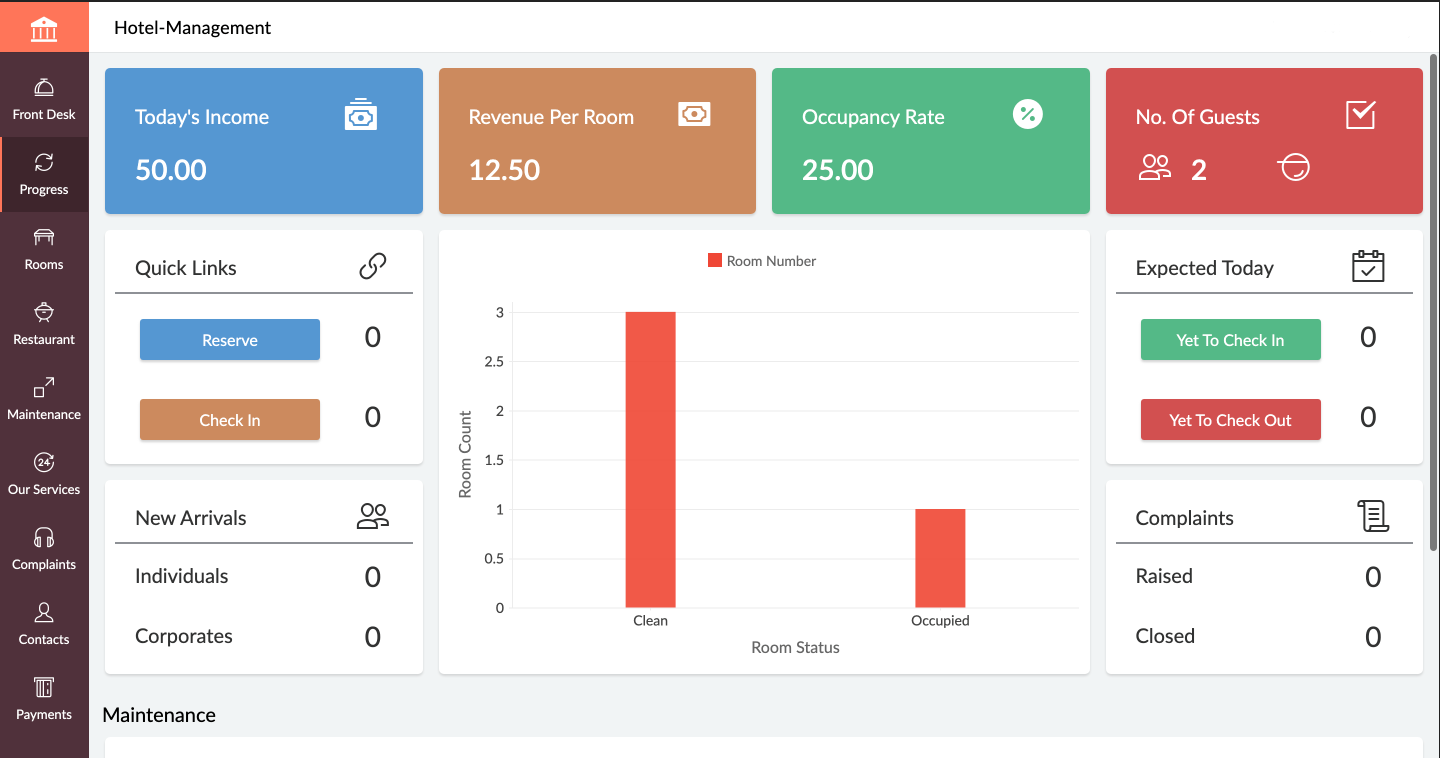 Hotel-Management
Front Desk
Progress
Rooms
Restaurant
Maintenance
24
Our Services
Complaints
Contacts
Payments
Today's Income
50.00
Revenue Per Room
12.50
Occupancy Rate
%
25.00
No. Of Guests
2
Quick Links
Reserve 0
Check In 0
New Arrivals
Individuals 0
Corporates 0
Room Number
Room Count
3
2.5
2
1.5
1
0.5
0
Clean Occupied
Room Status
Expected Today
Yet To Check In 0
Yet To Check Out 0
Complaints
Raised 0
Closed 0
Maintenance